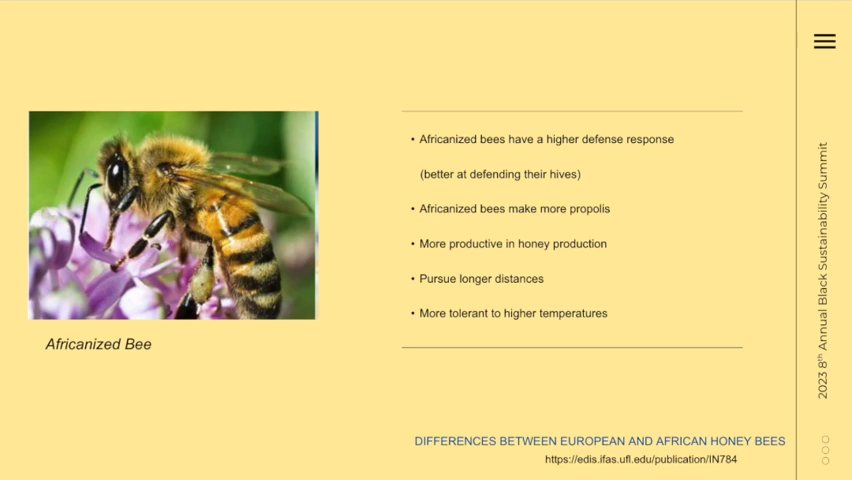 Africanized Bee
• Africanized bees have a higher defense response
(better at defending their hives)
• Africanized bees make more propolis
• More productive in honey production
• Pursue longer distances
• More tolerant to higher temperatures
DIFFERENCES BETWEEN EUROPEAN AND AFRICAN HONEY BEES
https://edis.ifas.ufl.edu/publication/IN784
2023 8th Annual Black Sustainability Summit